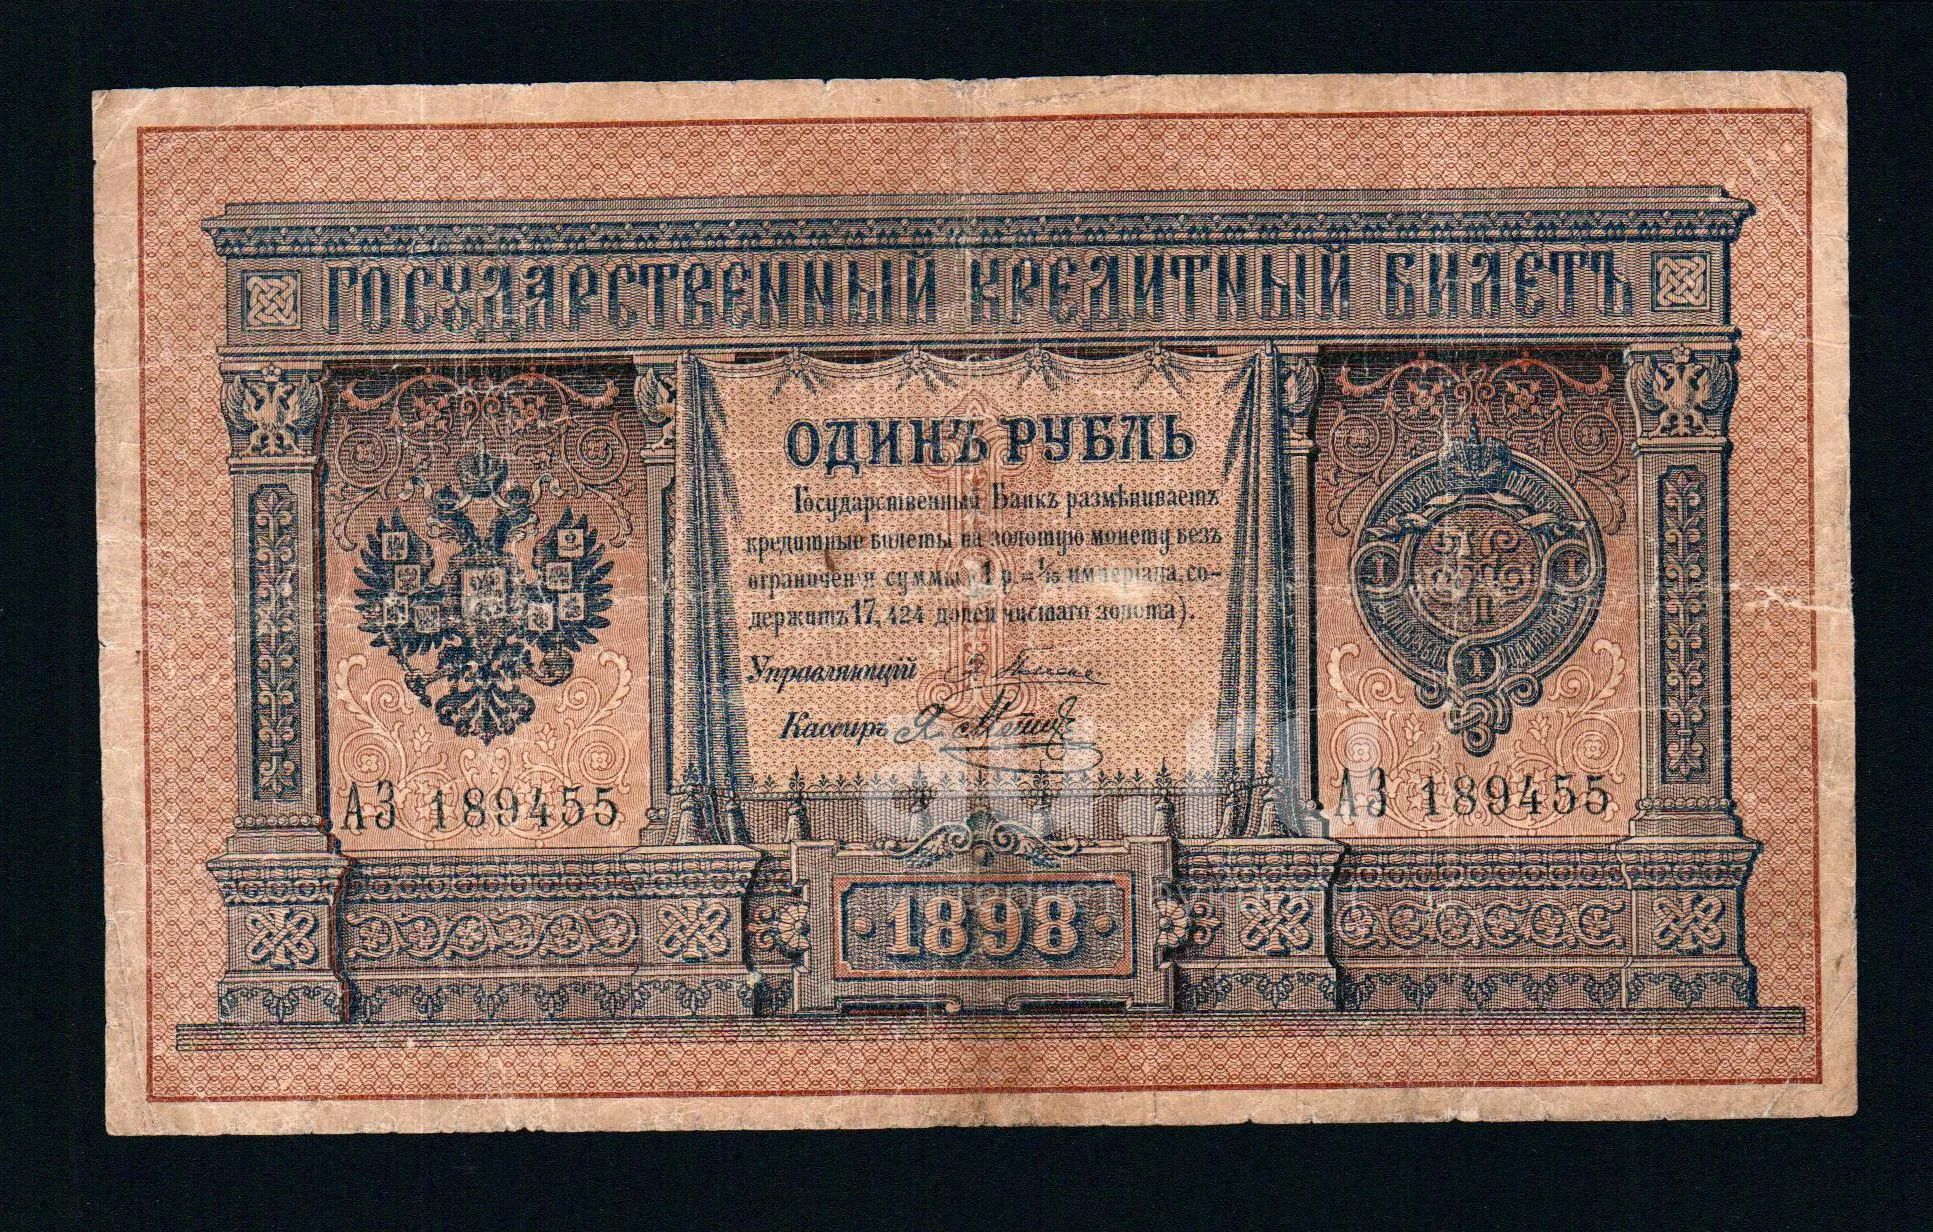 ГОСУДАРСТВЕННЫЙ КРЕДИТНЫЙ БИЛЕТЪ
ОДИНЪ РУБЛЬ
Государственный Банкъ размѣниваетъ
кредитные билеты на золотую монету безъ
ограниченія суммы (1 р. = 1/15 имперіала, со-
держитъ 17,424 долей чистаго золота).
Управляющій
Кассиръ
АЗ 189455
АЗ 189455
1898